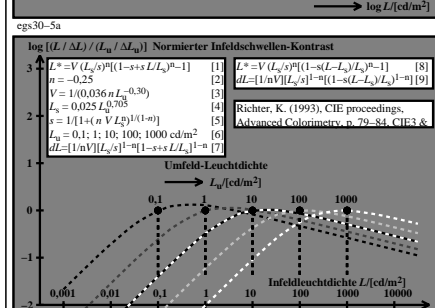 log L/[cd/m²]
egs30–5a
log [(L / ΔL) / (Lu / ΔLu)] Normierter Infeldschwellen-Kontrast
L*=V (Ls/s)ⁿ[(1-s+s L/Ls)ⁿ−1] [1]
n = −0,25 [2]
V = 1/(0,036 n Lu−0,30) [3]
Ls = 0,025 Lu0,705 [4]
s = 1/[1+( n V Lsⁿ)1/(1-n)] [5]
Lu = 0,1; 1; 10; 100; 1000 cd/m² [6]
dL=[1/nV][Ls/s]1−n[1-s+s L/Ls]1−n [7]
L*=V (Ls/s)ⁿ[(1-s(L-Ls)/Ls)ⁿ−1] [8]
dL=[1/nV][Ls/s]1−n[(1-s(L-Ls)/Ls)1−n] [9]
Richter, K. (1993), CIE proceedings,
Advanced Colorimetry, p. 79–84, CIE3 &
3
2
1
0
−1
−2
Umfeld-Leuchtdichte
Lu/[cd/m²]
0,1 1 10 100 1000
Infeldleuchtdichte L/[cd/m²]
0,001 0,01 0,1 1 10 100 1000 10000